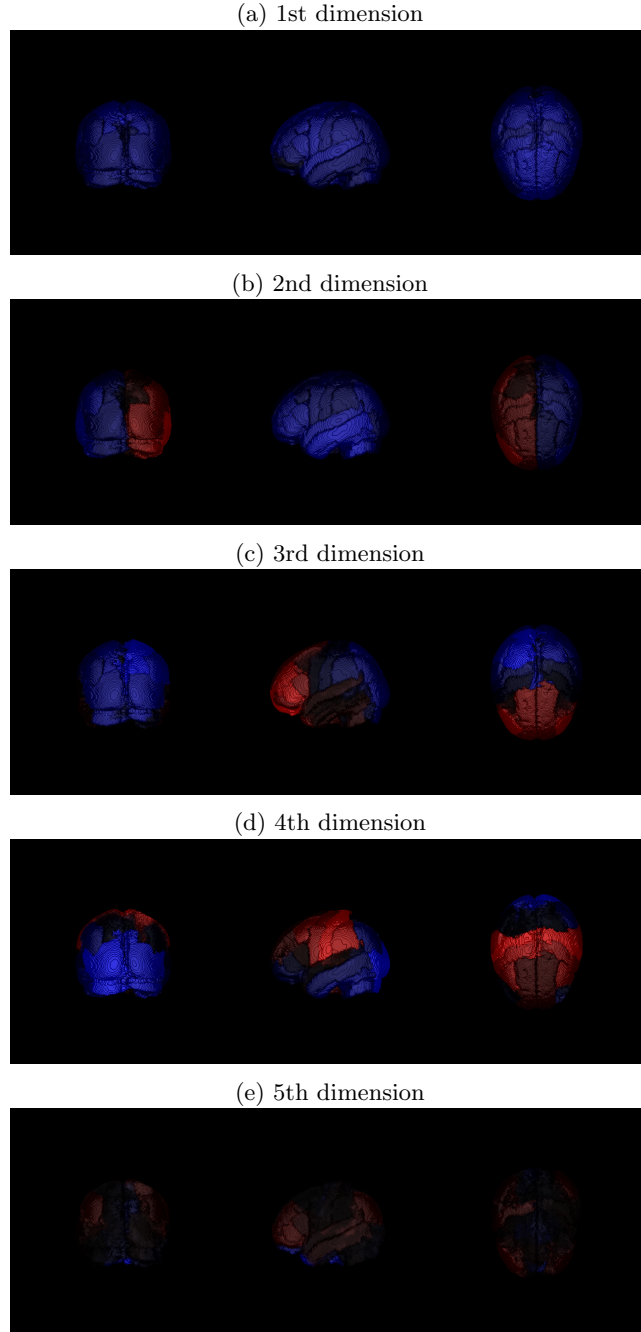 (a) 1st dimension
(b) 2nd dimension
(c) 3rd dimension
(d) 4th dimension
(e) 5th dimension